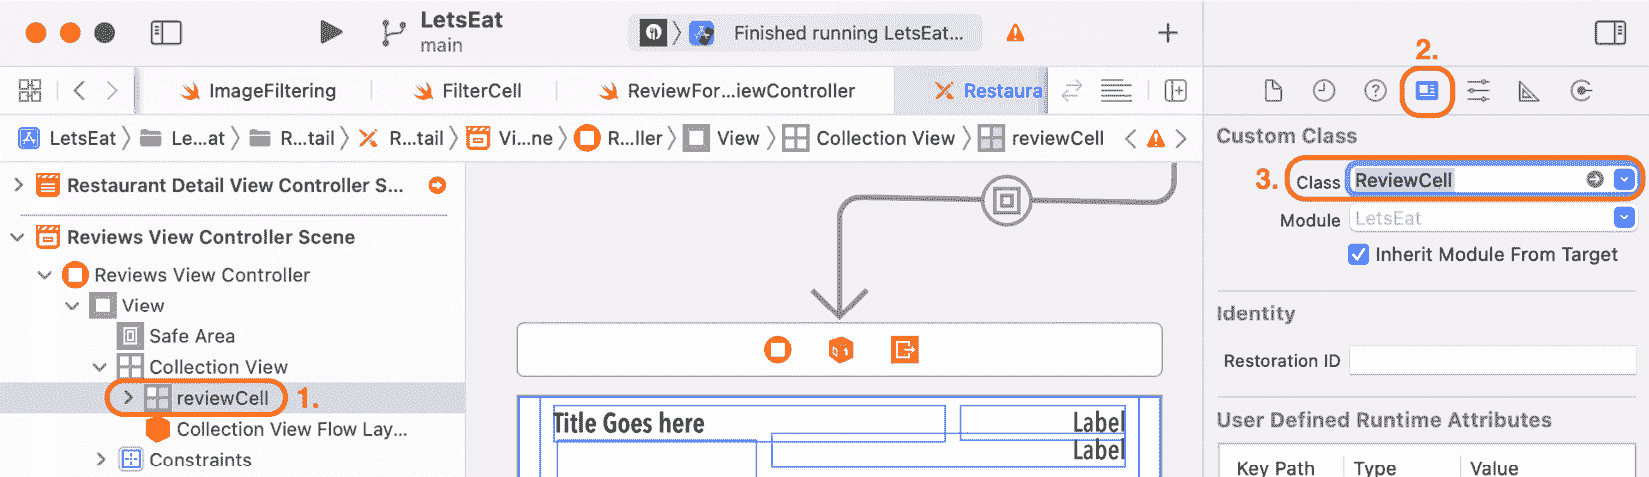 LetsEat
main
Finished running LetsEat...
2.
ImageFiltering
FilterCell
ReviewFor...iewController
Restaura
LetsEat
Le...at
R...tail
R...tail
Vi...ne
R...ller
View
Collection View
reviewCell
Custom Class
3.
Class ReviewCell
Module LetsEat
Inherit Module From Target
Identity
Restoration ID
User Defined Runtime Attributes
Key Path Type Value
Restaurant Detail View Controller S...
Reviews View Controller Scene
Reviews View Controller
View
Safe Area
Collection View
reviewCell 1.
Collection View Flow Lay...
Constraints
Title Goes here
Label
Label